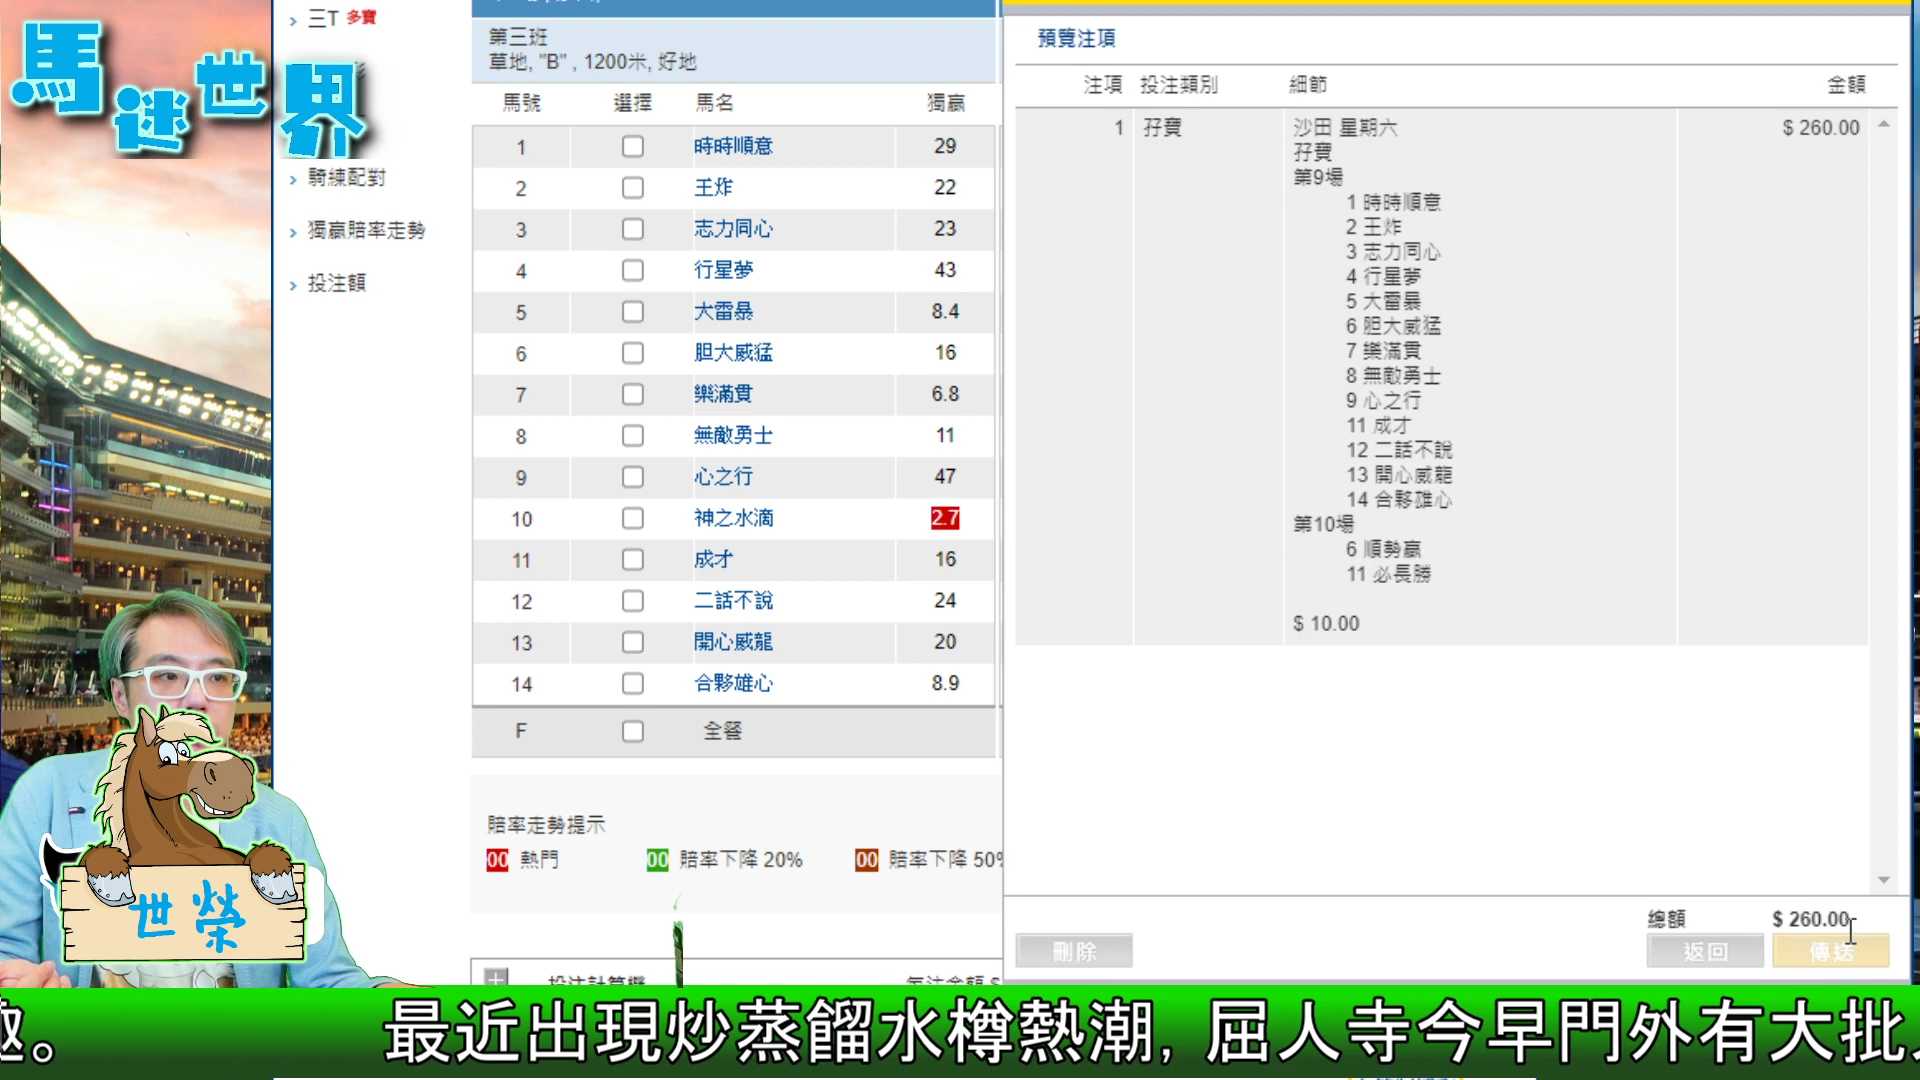 馬迷世界
三T 多寶
騎練配對
獨贏賠率走勢
投注額
第三班
草地, "B" , 1200米, 好地
馬號 選擇 馬名 獨贏
1 時時順意 29
2 王炸 22
3 志力同心 23
4 行星夢 43
5 大雷暴 8.4
6 胆大威猛 16
7 樂滿貫 6.8
8 無敵勇士 11
9 心之行 47
10 神之水滴 2.7
11 成才 16
12 二話不說 24
13 開心威龍 20
14 合夥雄心 8.9
F 全餐
賠率走勢提示
00 熱門 00 賠率下降 20% 00 賠率下降 50%
投注計算機 每注金額 $
預覽注項
注項 投注類別 細節 金額
1 孖寶 沙田 星期六 $ 260.00
孖寶
第9場
1 時時順意
2 王炸
3 志力同心
4 行星夢
5 大雷暴
6 胆大威猛
7 樂滿貫
8 無敵勇士
9 心之行
11 成才
12 二話不說
13 開心威龍
14 合夥雄心
第10場
6 順勢贏
11 必長勝
$ 10.00
總額 $ 260.00
刪除 返回 傳送
世榮
。 最近出現炒蒸餾水樽熱潮, 屈人寺今早門外有大批